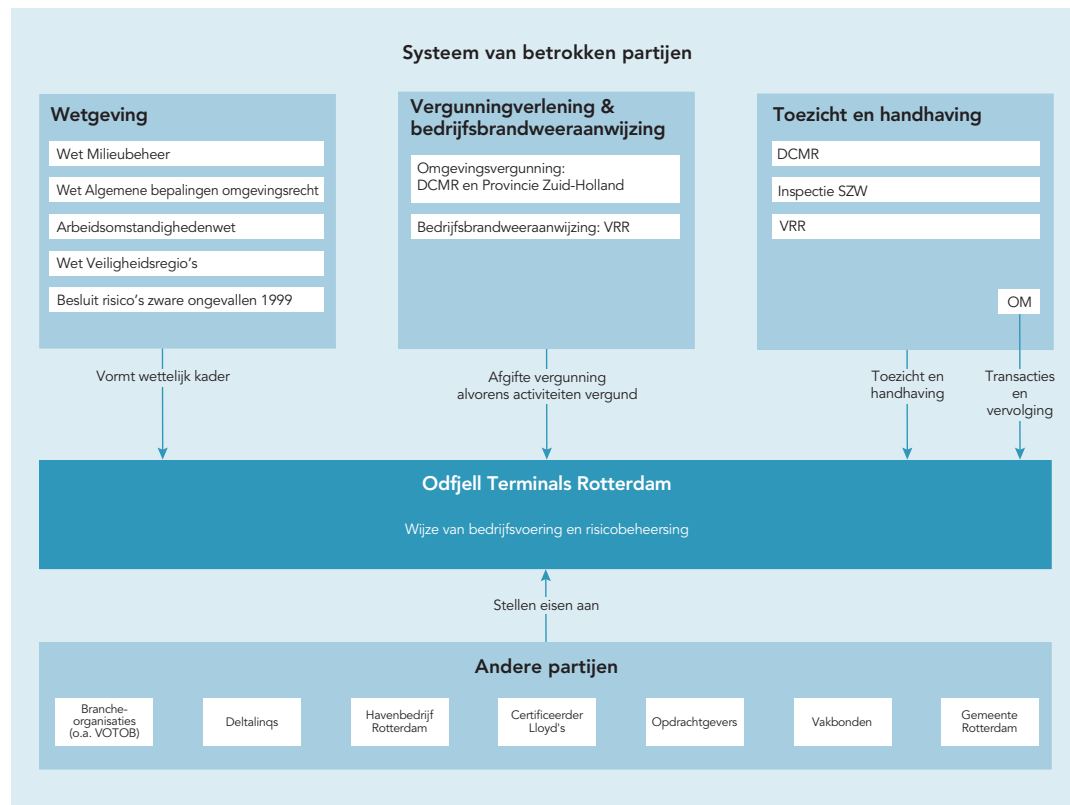 Systeem van betrokken partijen
Wetgeving
Wet Milieubeheer
Wet Algemene bepalingen omgevingsrecht
Arbeidsomstandighedenwet
Wet Veiligheidsregio's
Besluit risico's zware ongevallen 1999
Vergunningverlening &
bedrijfsbrandweeraanwijzing
Omgevingsvergunning:
DCMR en Provincie Zuid-Holland
Bedrijfsbrandweeraanwijzing: VRR
Toezicht en handhaving
DCMR
Inspectie SZW
VRR
OM
Vormt wettelijk kader
Afgifte vergunning
alvorens activiteiten vergund
Toezicht en
handhaving
Transacties
en
vervolging
Odfjell Terminals Rotterdam
Wijze van bedrijfsvoering en risicobeheersing
Stellen eisen aan
Andere partijen
Branche-
organisaties
(o.a. VOTOB)
Deltalinqs
Havenbedrijf
Rotterdam
Certificeerder
Lloyd's
Opdrachtgevers
Vakbonden
Gemeente
Rotterdam